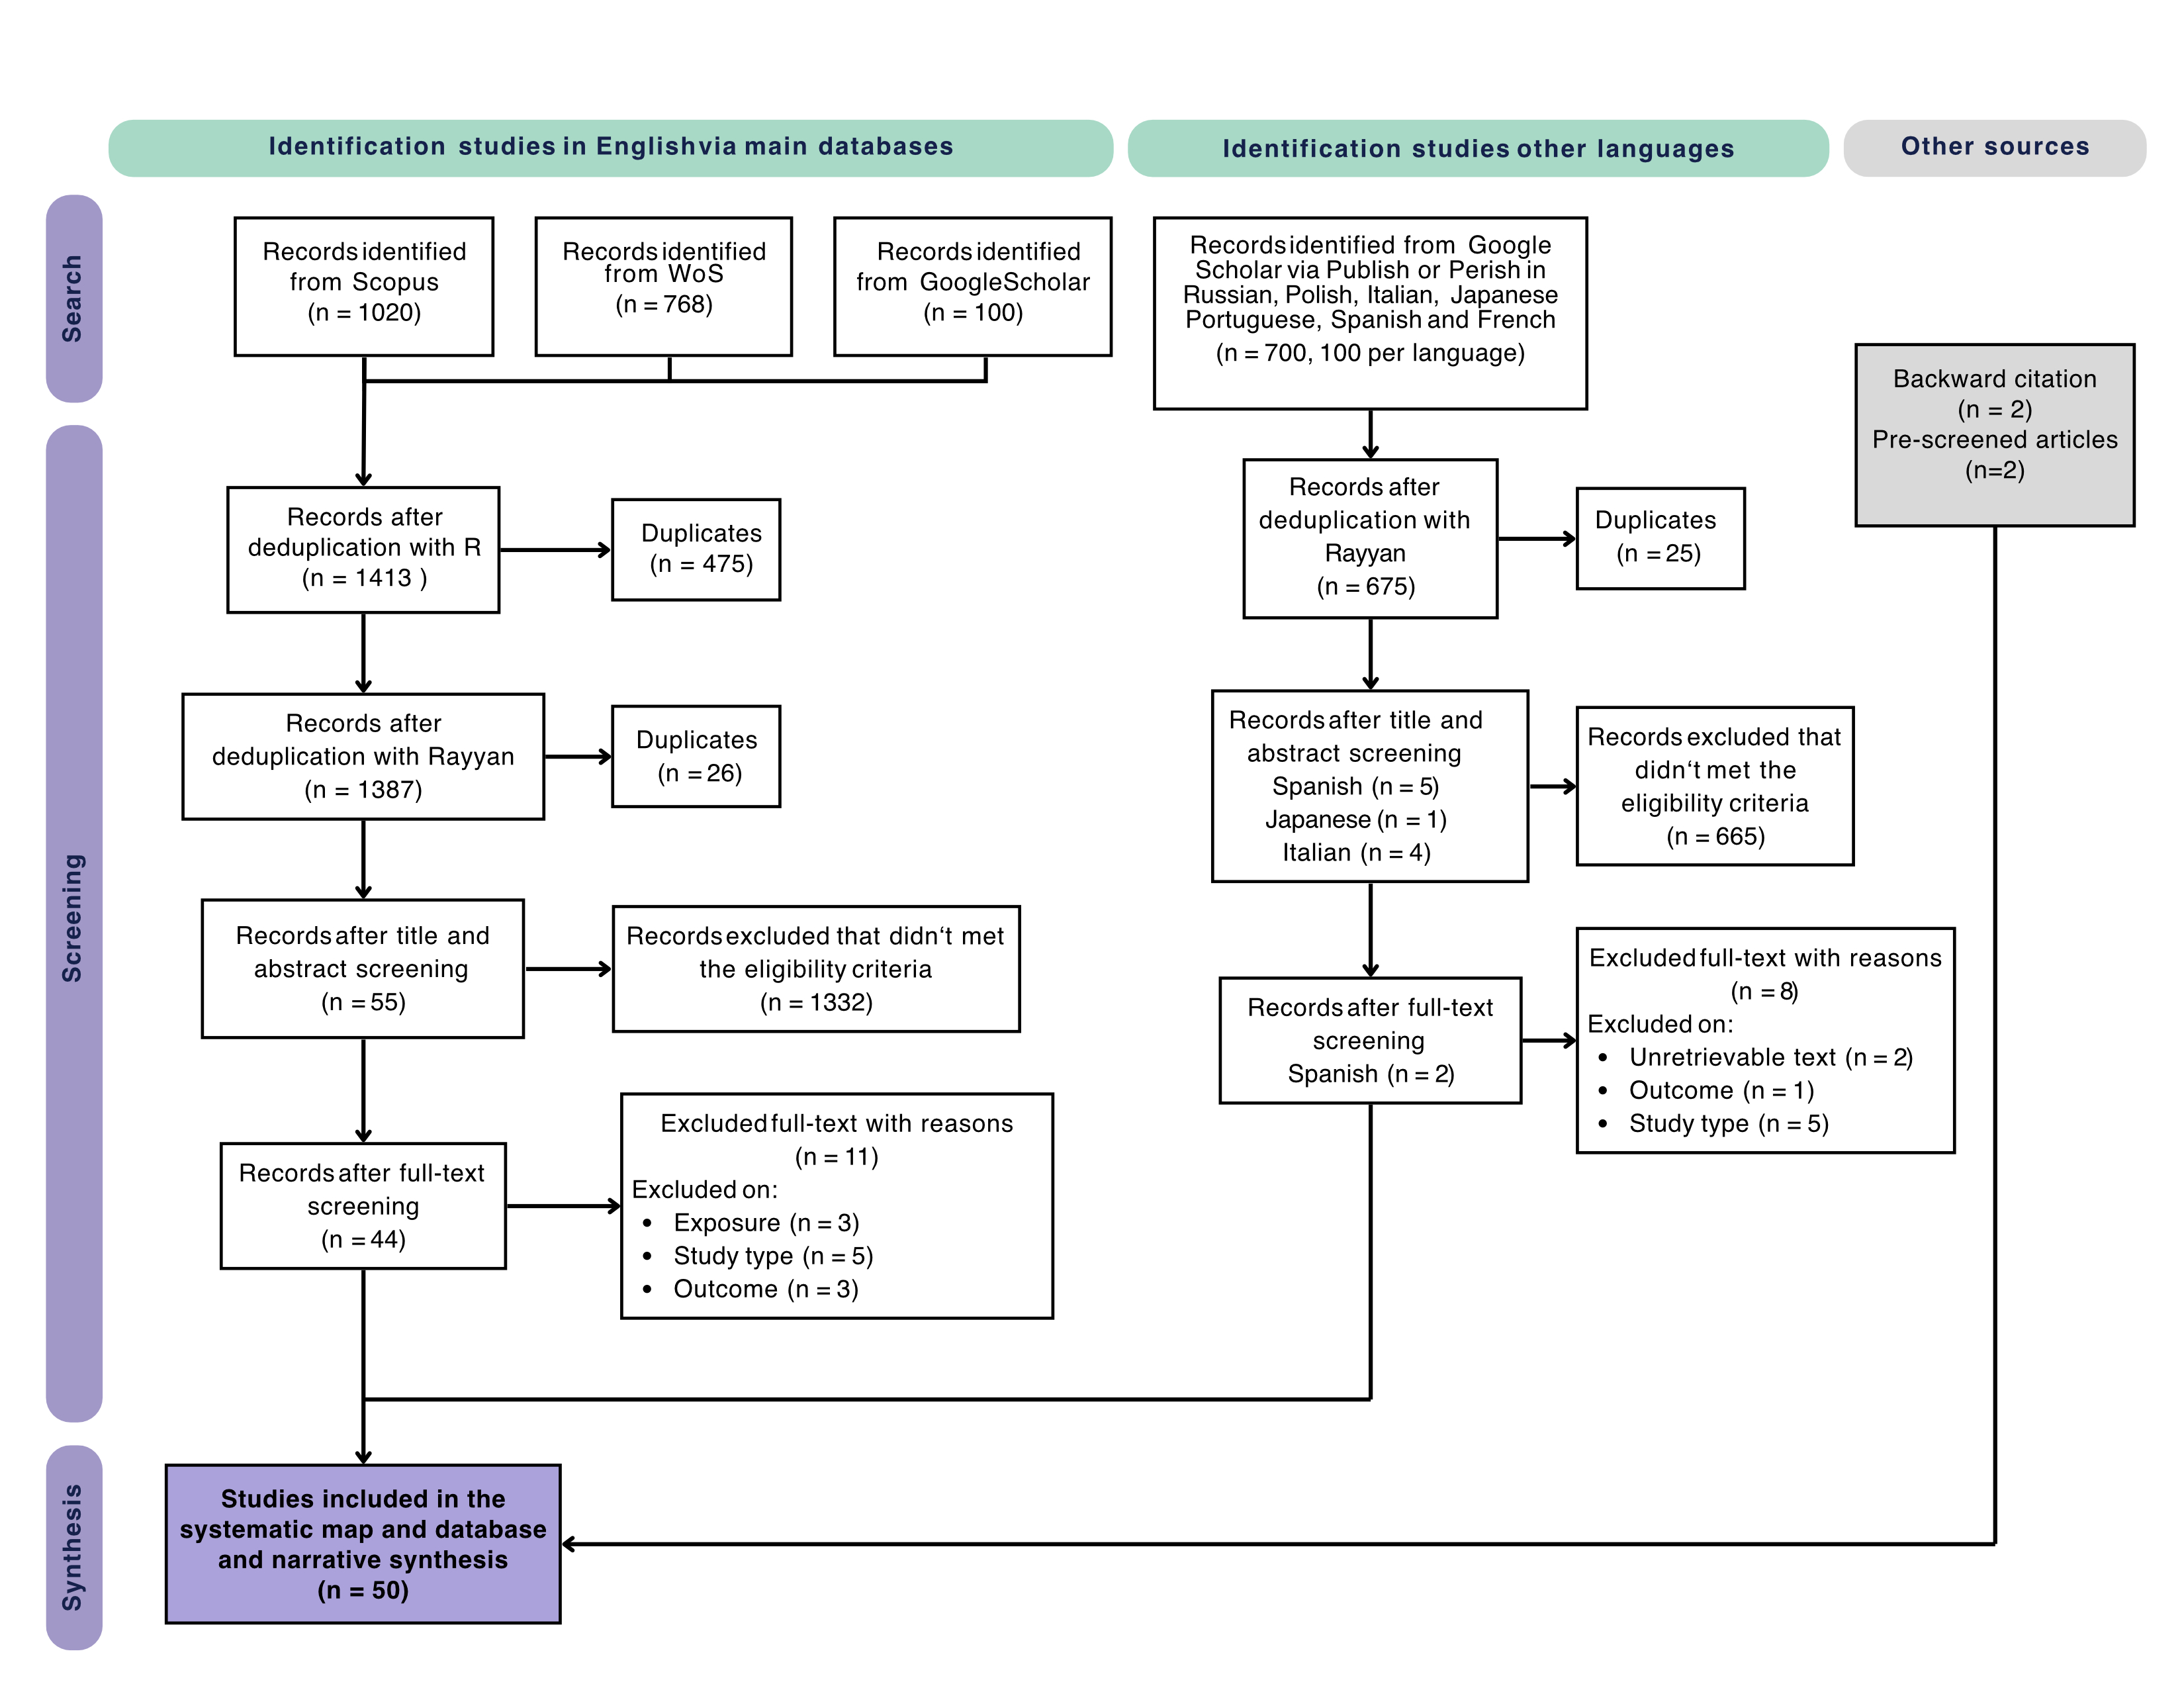 Identification studies in English via main databases
Identification studies other languages
Other sources
Search
Records identified
from Scopus
(n = 1020)
Records identified
from WoS
(n = 768)
Records identified
from GoogleScholar
(n = 100)
Records identified from Google
Scholar via Publish or Perish in
Russian, Polish, Italian, Japanese
Portuguese, Spanish and French
(n = 700, 100 per language)
Backward citation
(n = 2)
Pre-screened articles
(n=2)
Screening
Records after
deduplication with R
(n = 1413 )
Duplicates
(n = 475)
Records after
deduplication with
Rayyan
(n = 675)
Duplicates
(n = 25)
Records after
deduplication with Rayyan
(n = 1387)
Duplicates
(n = 26)
Records after title and
abstract screening
Spanish (n = 5)
Japanese (n = 1)
Italian (n = 4)
Records excluded that
didn‘t met the
eligibility criteria
(n = 665)
Records after title and
abstract screening
(n = 55)
Records excluded that didn‘t met
the eligibility criteria
(n = 1332)
Records after full-text
screening
Spanish (n = 2)
Excluded full-text with reasons
(n = 8)
Excluded on:
• Unretrievable text (n = 2)
• Outcome (n = 1)
• Study type (n = 5)
Records after full-text
screening
(n = 44)
Excluded full-text with reasons
(n = 11)
Excluded on:
• Exposure (n = 3)
• Study type (n = 5)
• Outcome (n = 3)
Synthesis
Studies included in the
systematic map and database
and narrative synthesis
(n = 50)